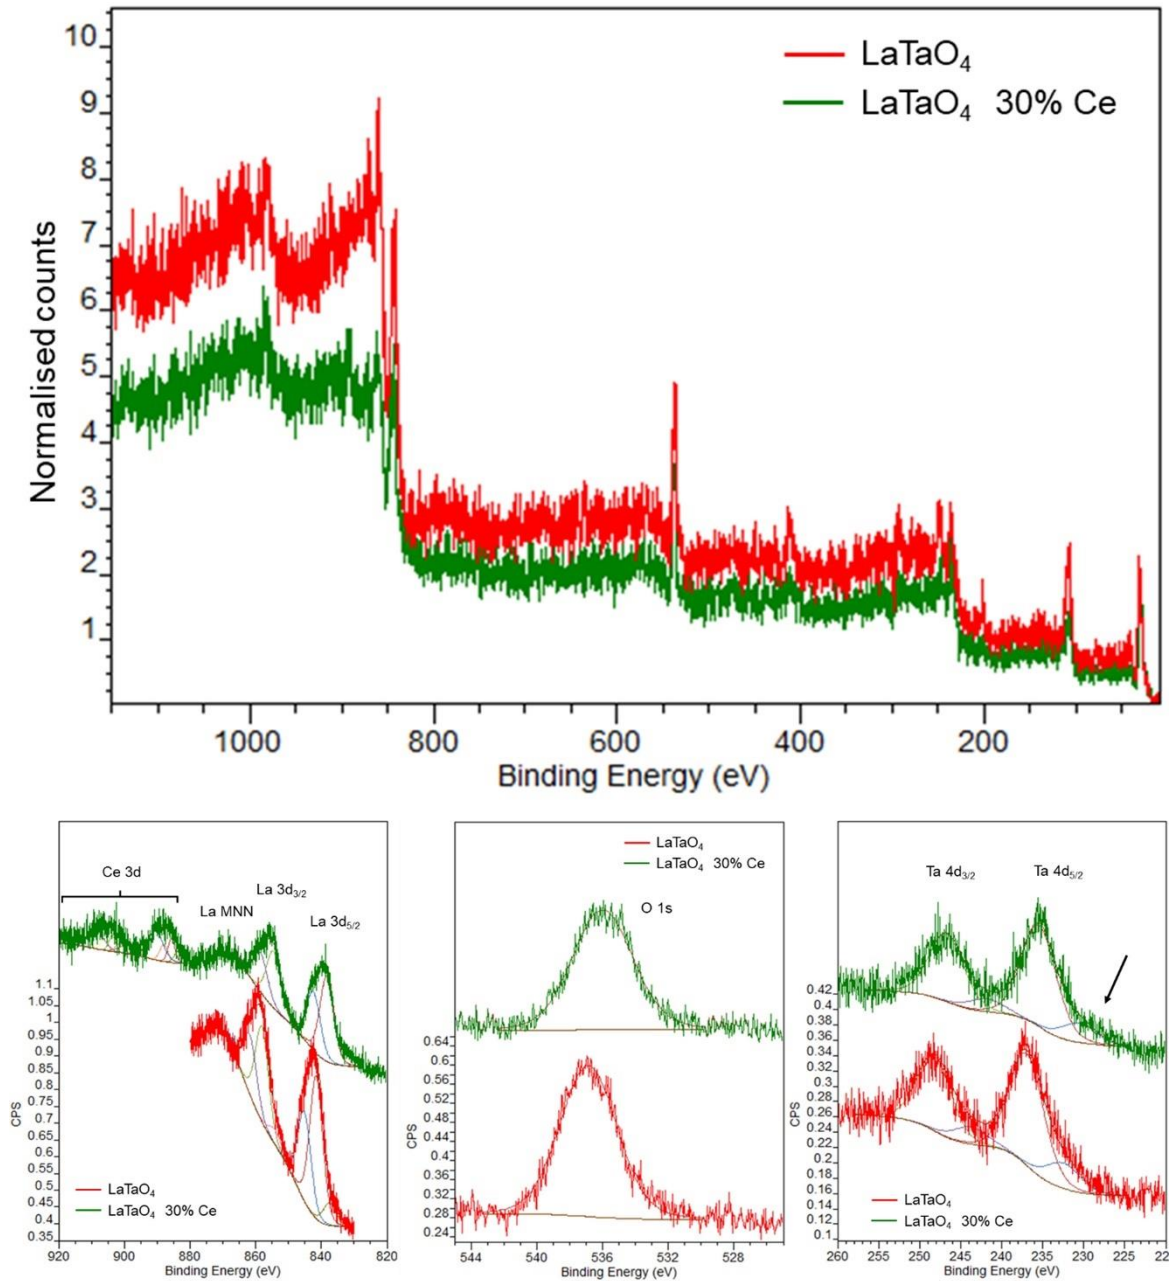 LaTaO4
LaTaO4 30% Ce
10
9
8
7
6
5
4
3
2
1
Normalised counts
1000 800 600 400 200
Binding Energy (eV)
Ce 3d
La MNN
La 3d3/2
La 3d5/2
1.1
1.05
1
0.95
0.9
0.85
0.8
0.75
0.7
0.65
0.6
0.55
0.5
0.45
0.4
0.35
CPS
LaTaO4
LaTaO4 30% Ce
920 900 880 860 840 820
Binding Energy (eV)
LaTaO4
LaTaO4 30% Ce
O 1s
0.64
0.6
0.56
0.52
0.48
0.44
0.4
0.36
0.32
0.28
0.24
CPS
544 540 536 532 528
Binding Energy (eV)
Ta 4d3/2
Ta 4d5/2
0.42
0.4
0.38
0.36
0.34
0.32
0.3
0.28
0.26
0.24
0.22
0.2
0.18
0.16
0.14
0.12
0.1
CPS
LaTaO4
LaTaO4 30% Ce
260 255 250 245 240 235 230 225 220
Binding Energy (eV)